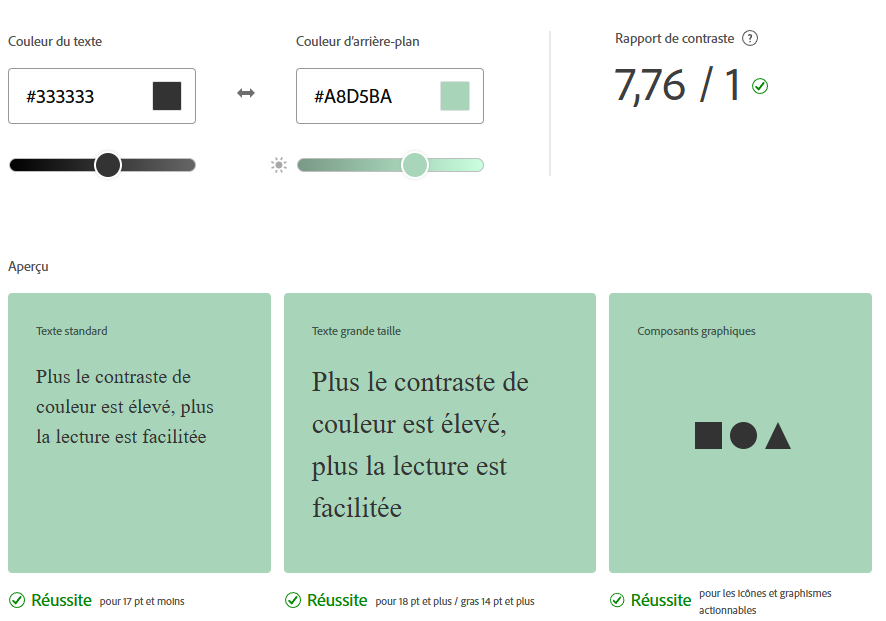 Couleur du texte
Couleur d'arrière-plan
Rapport de contraste ?
#333333
#A8D5BA
7,76 / 1
Aperçu
Texte standard
Plus le contraste de
couleur est élevé, plus
la lecture est facilitée
Texte grande taille
Plus le contraste de
couleur est élevé,
plus la lecture est
facilitée
Composants graphiques
Réussite pour 17 pt et moins
Réussite pour 18 pt et plus / gras 14 pt et plus
Réussite pour les icônes et graphismes
actionnables